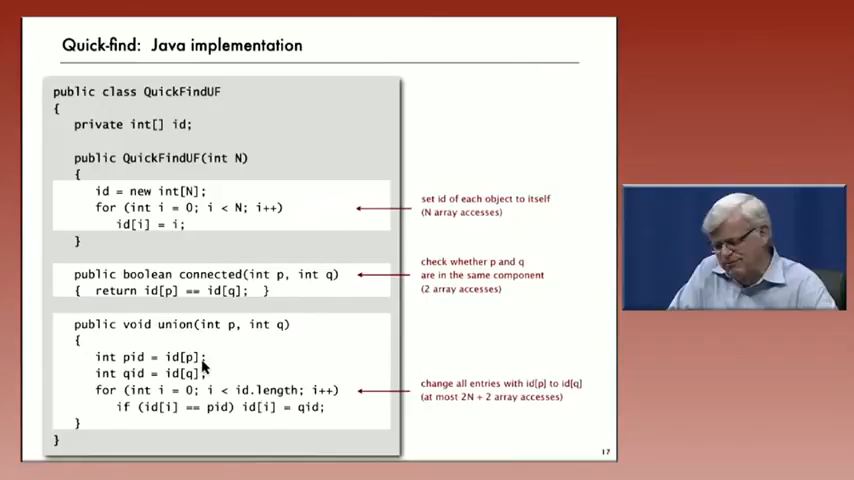 Quick-find: Java implementation
public class QuickFindUF
{
private int[] id;
public QuickFindUF(int N)
{
id = new int[N];
for (int i = 0; i < N; i++)
id[i] = i;
}
set id of each object to itself
(N array accesses)
public boolean connected(int p, int q)
{ return id[p] == id[q]; }
check whether p and q
are in the same component
(2 array accesses)
public void union(int p, int q)
{
int pid = id[p];
int qid = id[q];
for (int i = 0; i < id.length; i++)
if (id[i] == pid) id[i] = qid;
}
}
change all entries with id[p] to id[q]
(at most 2N + 2 array accesses)
17